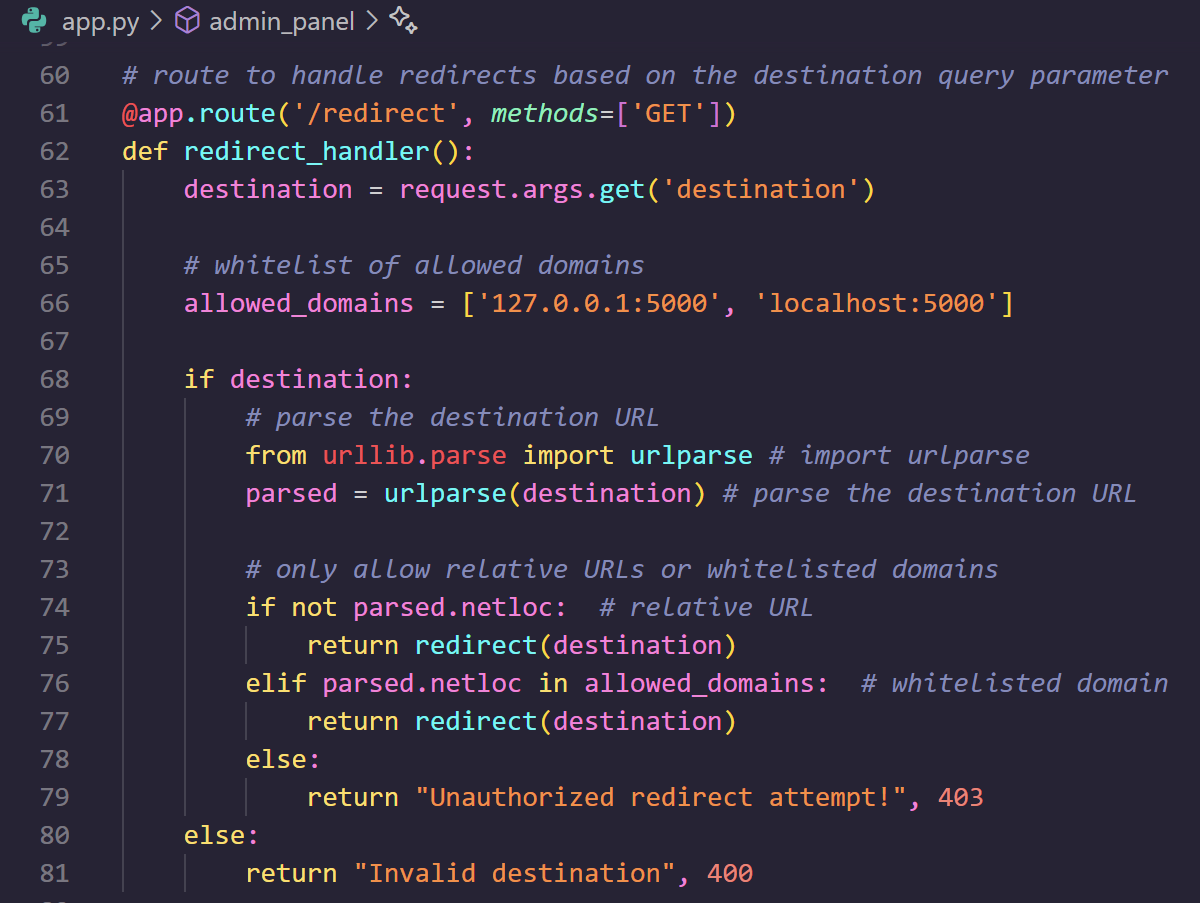 app.py > admin_panel >
60 # route to handle redirects based on the destination query parameter
61 @app.route('/redirect', methods=['GET'])
62 def redirect_handler():
63     destination = request.args.get('destination')
64
65     # whitelist of allowed domains
66     allowed_domains = ['127.0.0.1:5000', 'localhost:5000']
67
68     if destination:
69         # parse the destination URL
70         from urllib.parse import urlparse # import urlparse
71         parsed = urlparse(destination) # parse the destination URL
72
73         # only allow relative URLs or whitelisted domains
74         if not parsed.netloc:  # relative URL
75             return redirect(destination)
76         elif parsed.netloc in allowed_domains:  # whitelisted domain
77             return redirect(destination)
78         else:
79             return "Unauthorized redirect attempt!", 403
80     else:
81         return "Invalid destination", 400